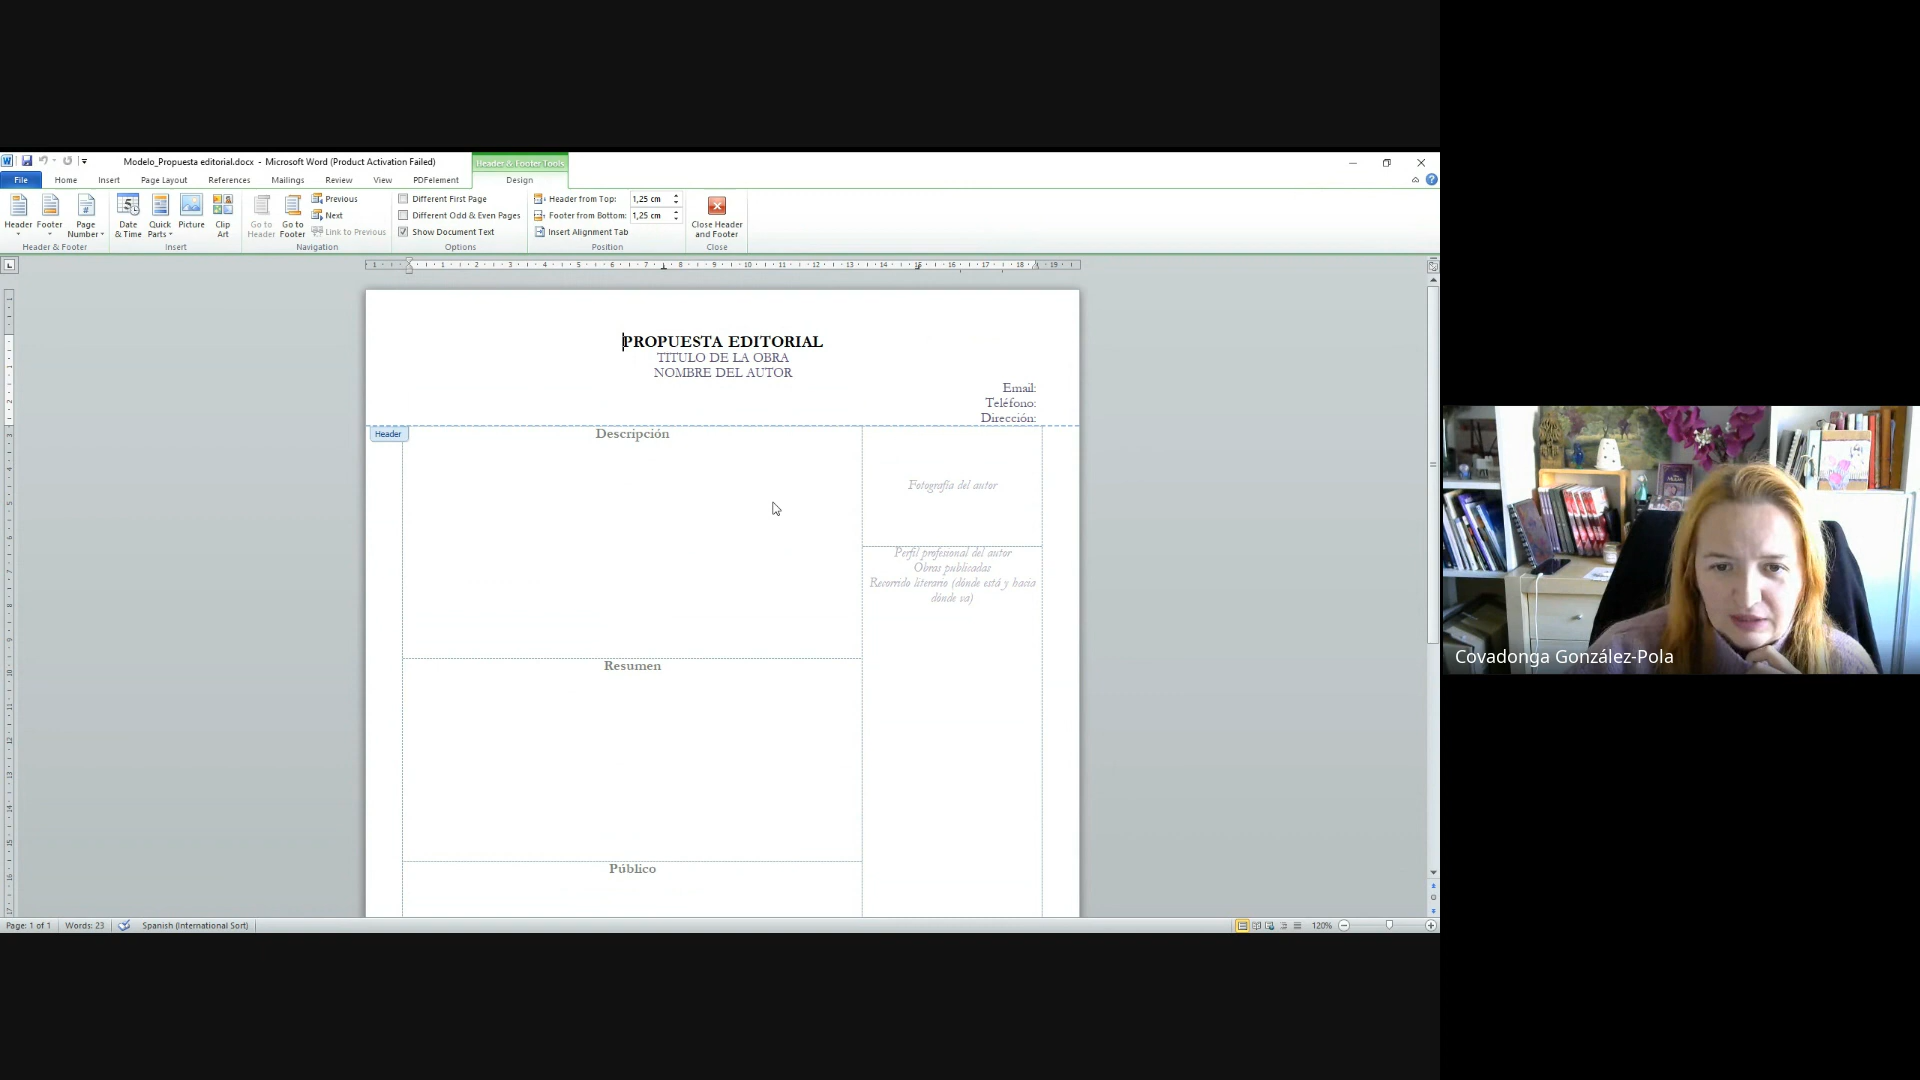 Modelo_Propuesta editorial.docx - Microsoft Word (Product Activation Failed)
Header & Footer Tools
File Home Insert Page Layout References Mailings Review View PDFelement Design
Header
Footer
Page Number
Header & Footer
Date & Time
Quick Parts
Picture
Clip Art
Insert
Go to Header
Go to Footer
Previous
Next
Link to Previous
Navigation
Different First Page
Different Odd & Even Pages
Show Document Text
Options
Header from Top: 1,25 cm
Footer from Bottom: 1,25 cm
Insert Alignment Tab
Position
Close Header and Footer
Close
PROPUESTA EDITORIAL
TITULO DE LA OBRA
NOMBRE DEL AUTOR
Email:
Teléfono:
Dirección:
Header
Descripción
Fotografía del autor
Perfil profesional del autor
Obras publicadas
Recorrido literario (dónde está y hacia
dónde va)
Resumen
Público
Covadonga González-Pola
Page: 1 of 1 Words: 23 Spanish (International Sort) 120%